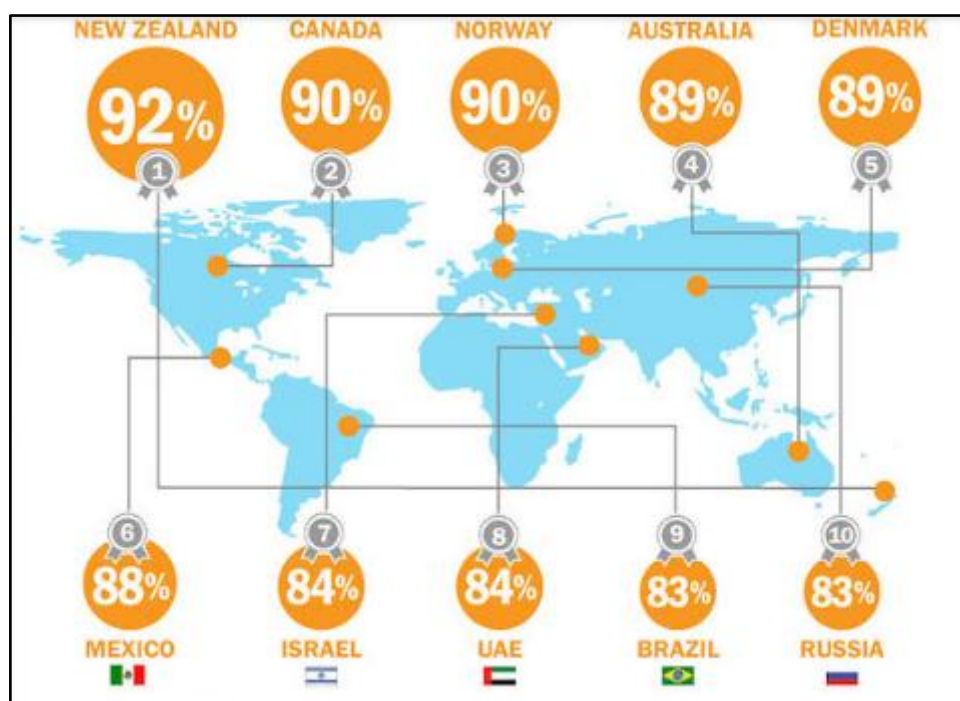 NEW ZEALAND CANADA NORWAY AUSTRALIA DENMARK
92% 90% 90% 89% 89%
1 2 3 4 5
6 7 8 9 10
88% 84% 84% 83% 83%
MEXICO ISRAEL UAE BRAZIL RUSSIA